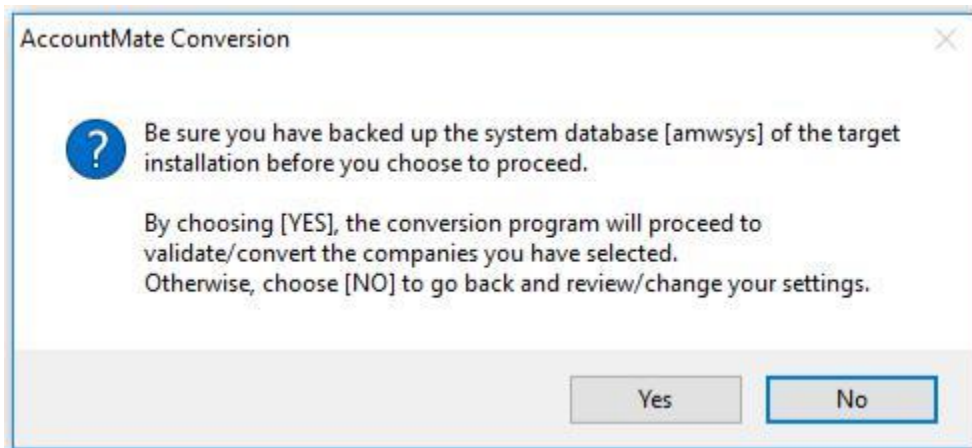 AccountMate Conversion
Be sure you have backed up the system database [amwsys] of the target
installation before you choose to proceed.
By choosing [YES], the conversion program will proceed to
validate/convert the companies you have selected.
Otherwise, choose [NO] to go back and review/change your settings.
Yes
No